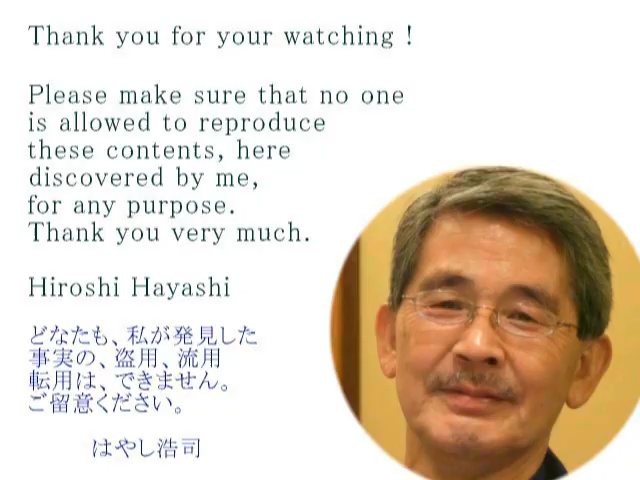 Thank you for your watching !
Please make sure that no one
is allowed to reproduce
these contents, here
discovered by me,
for any purpose.
Thank you very much.
Hiroshi Hayashi
どなたも、私が発見した
事実の、盗用、流用
転用は、できません。
ご留意ください。
はやし浩司